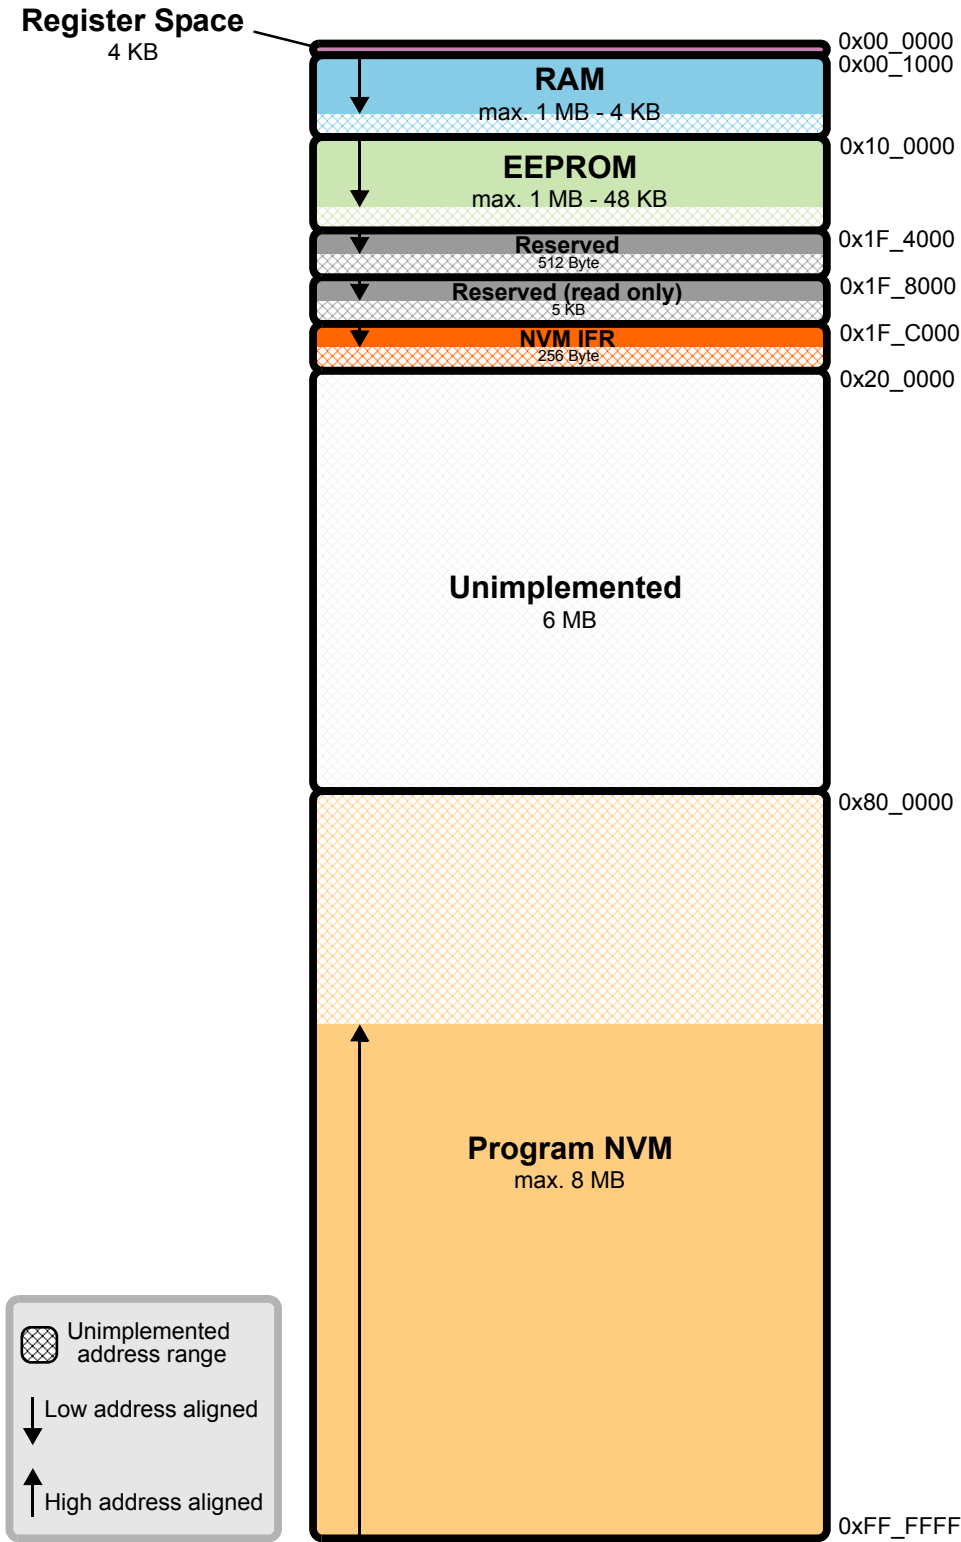 Register Space
4 KB
0x00_0000
0x00_1000
RAM
max. 1 MB - 4 KB
0x10_0000
EEPROM
max. 1 MB - 48 KB
0x1F_4000
Reserved
512 Byte
0x1F_8000
Reserved (read only)
5 KB
0x1F_C000
NVM IFR
256 Byte
0x20_0000
Unimplemented
6 MB
0x80_0000
Program NVM
max. 8 MB
0xFF_FFFF
Unimplemented
address range
Low address aligned
High address aligned